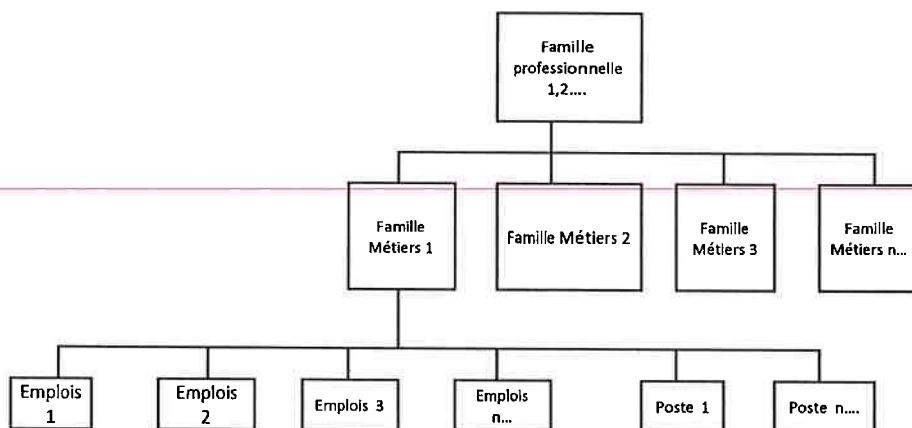 Famille
professionnelle
1,2....
Famille
Métiers 1
Famille Métiers 2
Famille
Métiers 3
Famille
Métiers n...
Emplois
1
Emplois
2
Emplois 3
Emplois
n...
Poste 1
Poste n....